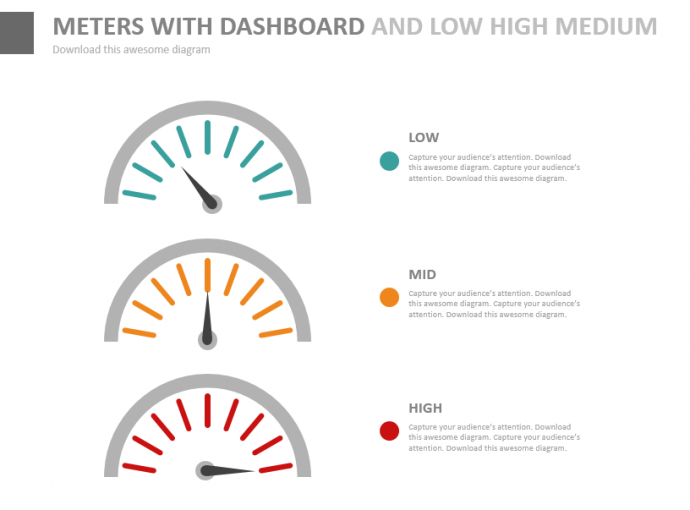 METERS WITH DASHBOARD AND LOW HIGH MEDIUM
Download this awesome diagram
LOW
Capture your audience's attention. Download
this awesome diagram. Capture your audience's
attention. Download this awesome diagram.
MID
Capture your audience's attention. Download
this awesome diagram. Capture your audience's
attention. Download this awesome diagram.
HIGH
Capture your audience's attention. Download
this awesome diagram. Capture your audience's
attention. Download this awesome diagram.